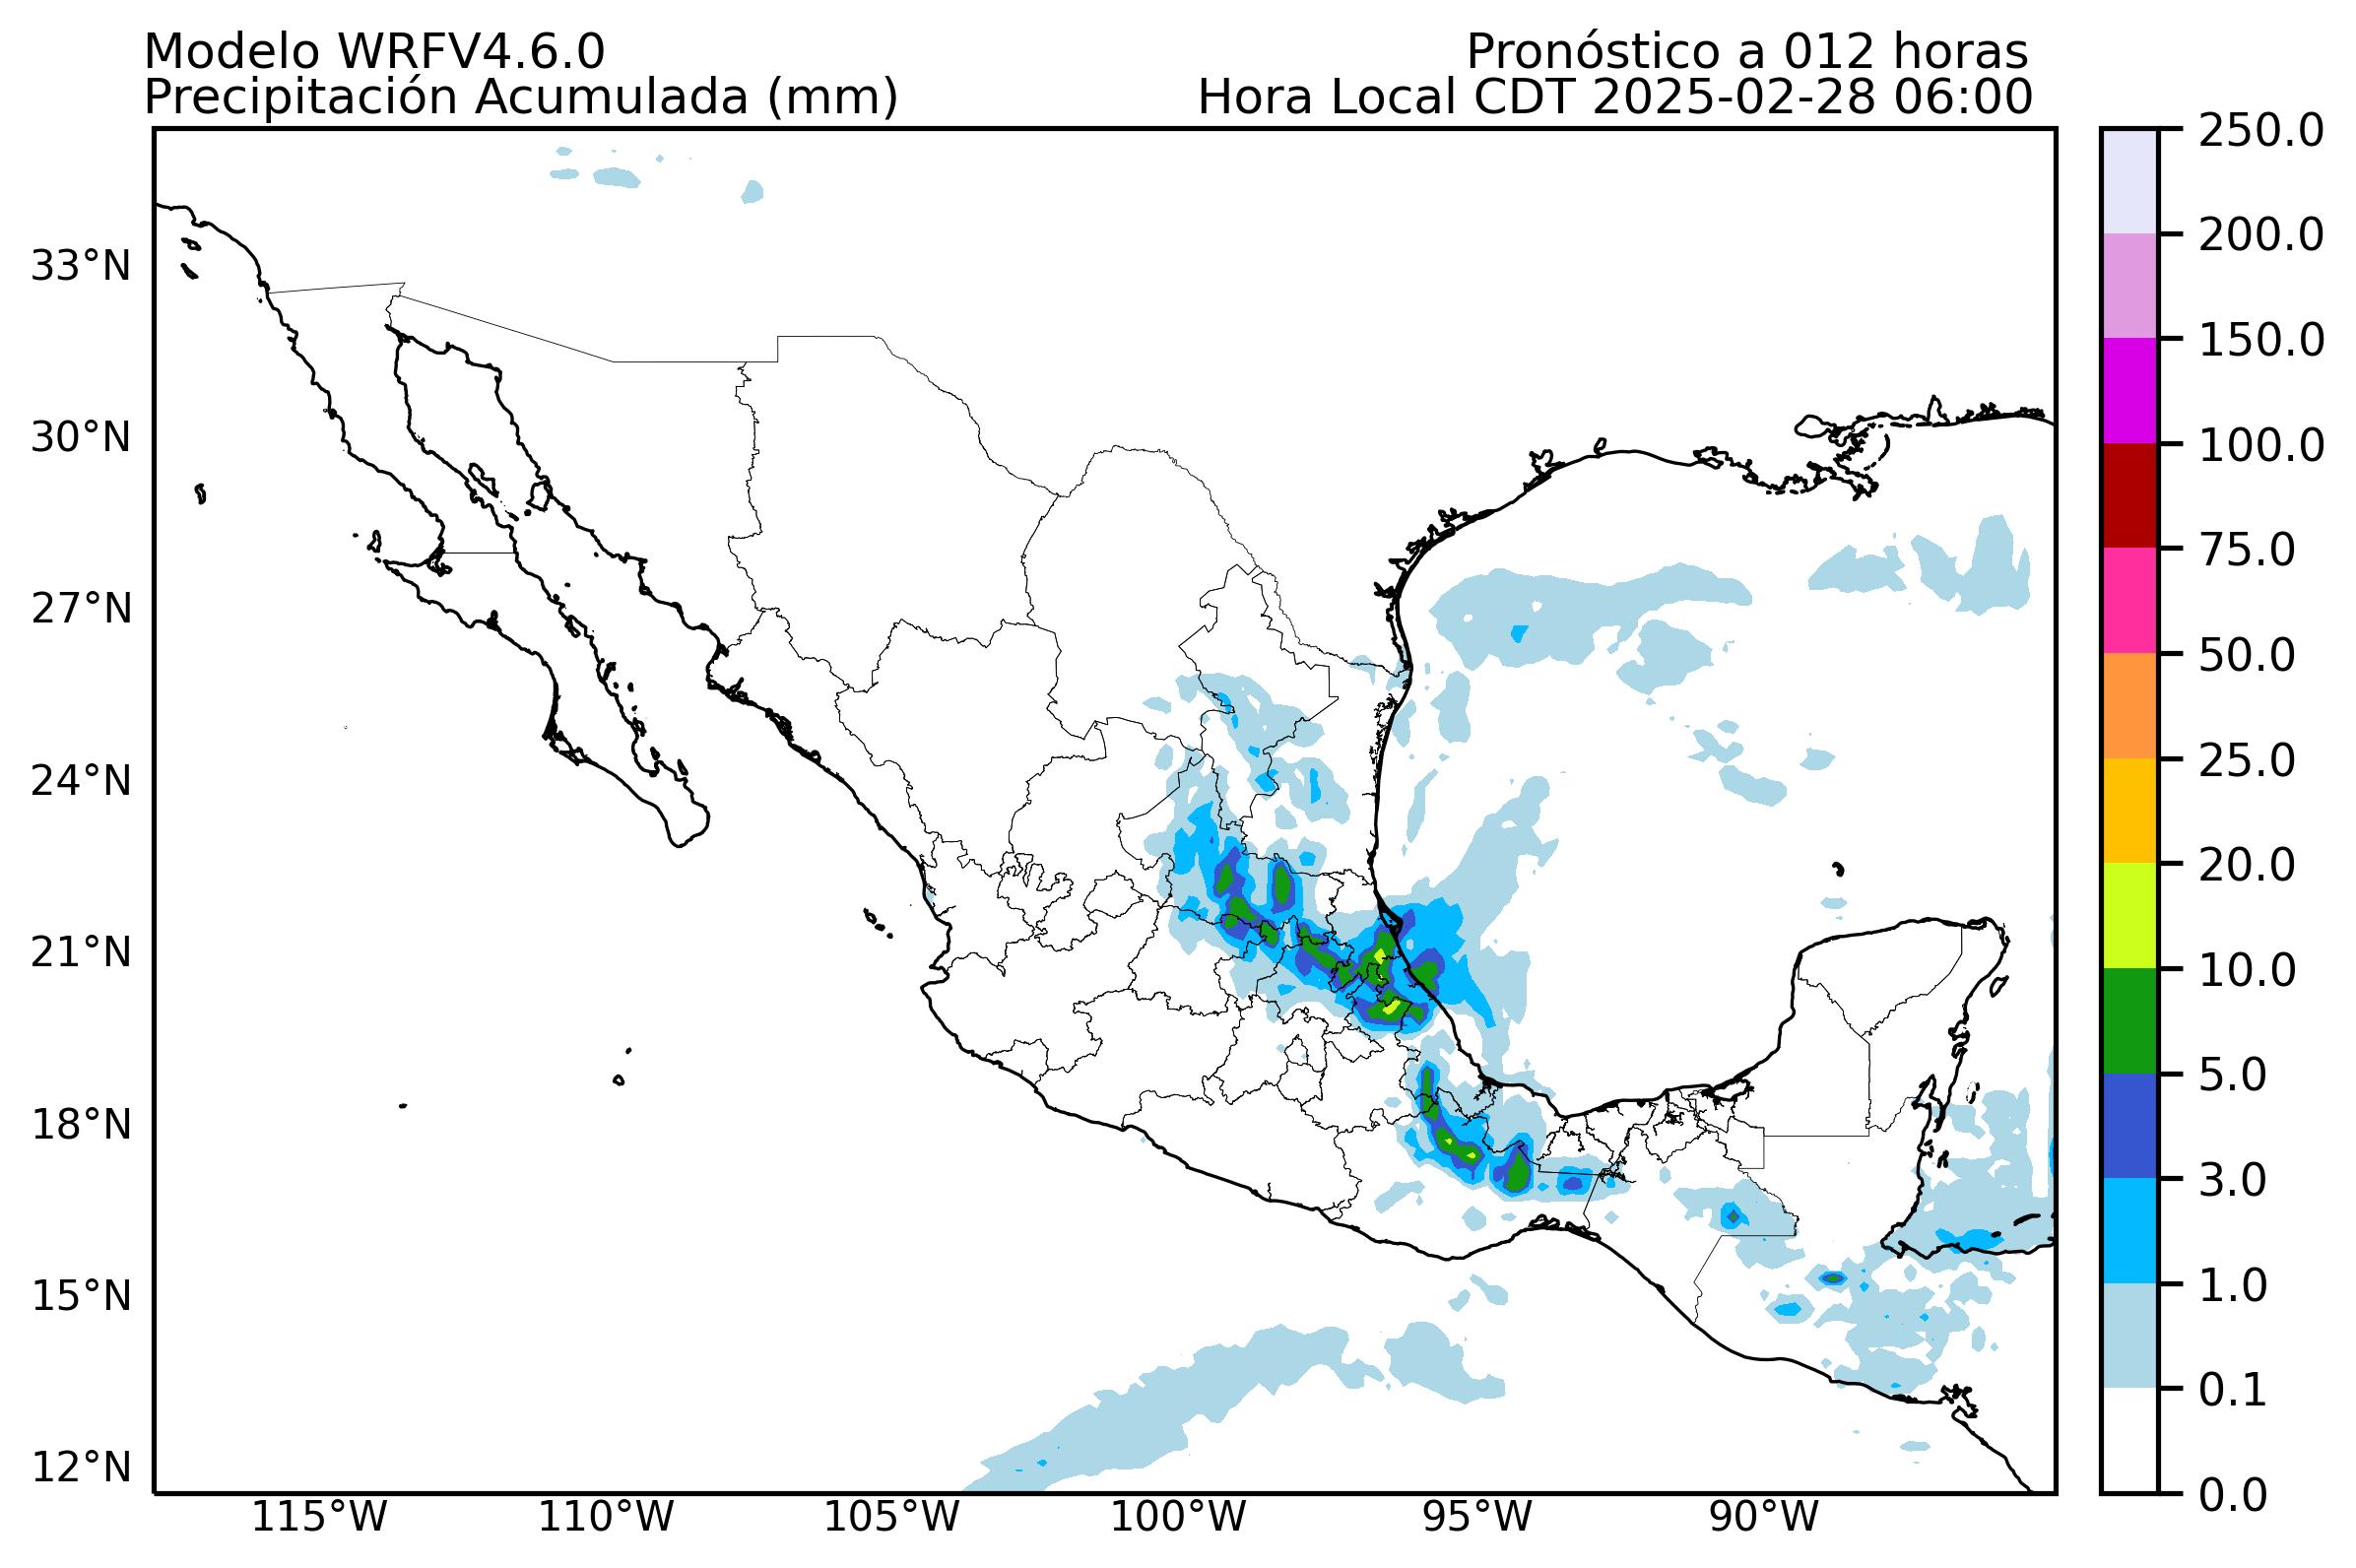 Modelo WRFV4.6.0
Pronóstico a 012 horas
Precipitación Acumulada (mm)
Hora Local CDT 2025-02-28 06:00
33°N
30°N
27°N
24°N
21°N
18°N
15°N
12°N
115°W
110°W
105°W
100°W
95°W
90°W
250.0
200.0
150.0
100.0
75.0
50.0
25.0
20.0
10.0
5.0
3.0
1.0
0.1
0.0